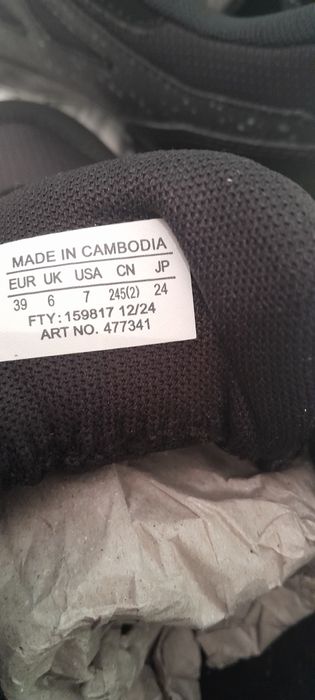 MADE IN CAMBODIA
EUR UK USA CN JP
39 6 7 245(2) 24
FTY: 159817 12/24
ART NO. 477341